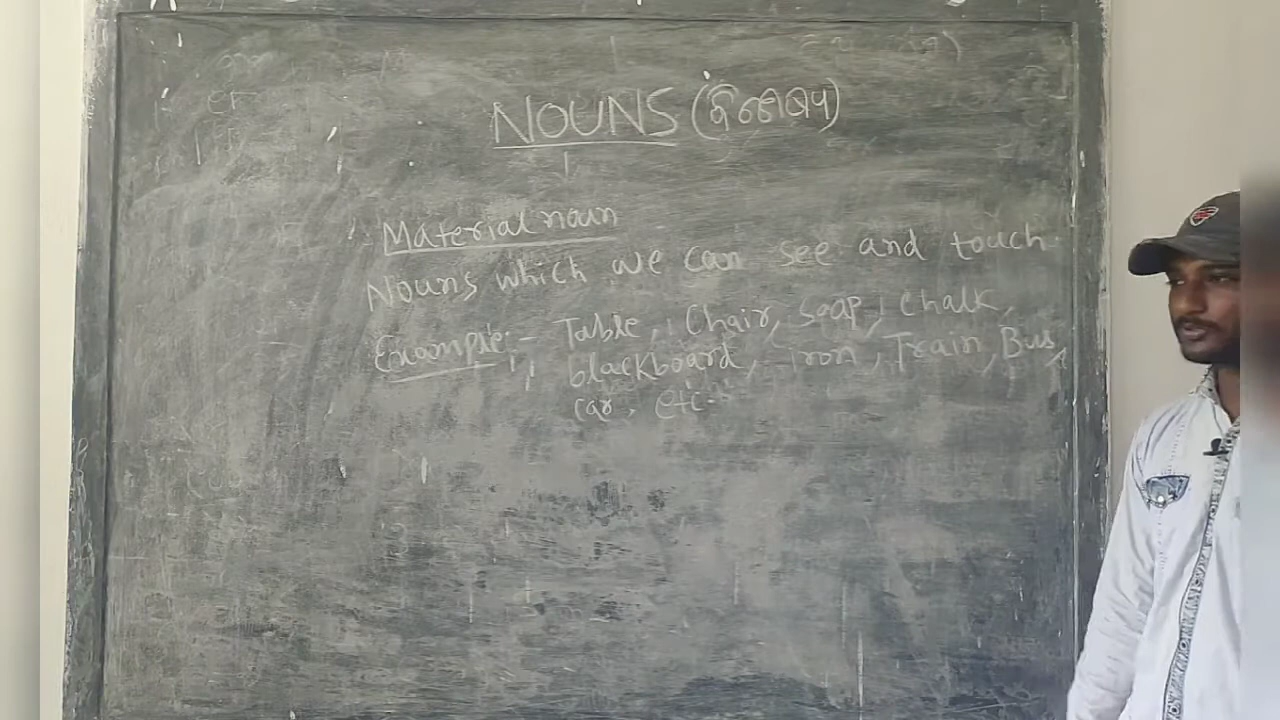 NOUNS (ବିଶେଷ୍ୟ)
Material noun
Nouns which we can see and touch.
Example:- Table, Chair, soap, chalk,
blackboard, iron, Train, Bus,
car, etc.